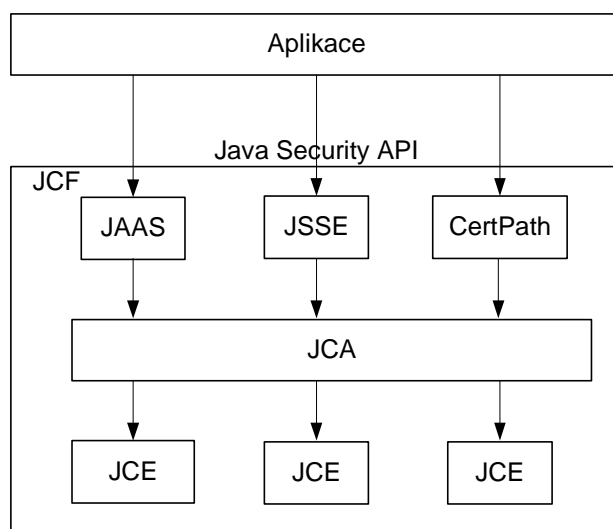 Aplikace
Java Security API
JCF
JAAS JSSE CertPath
JCA
JCE JCE JCE